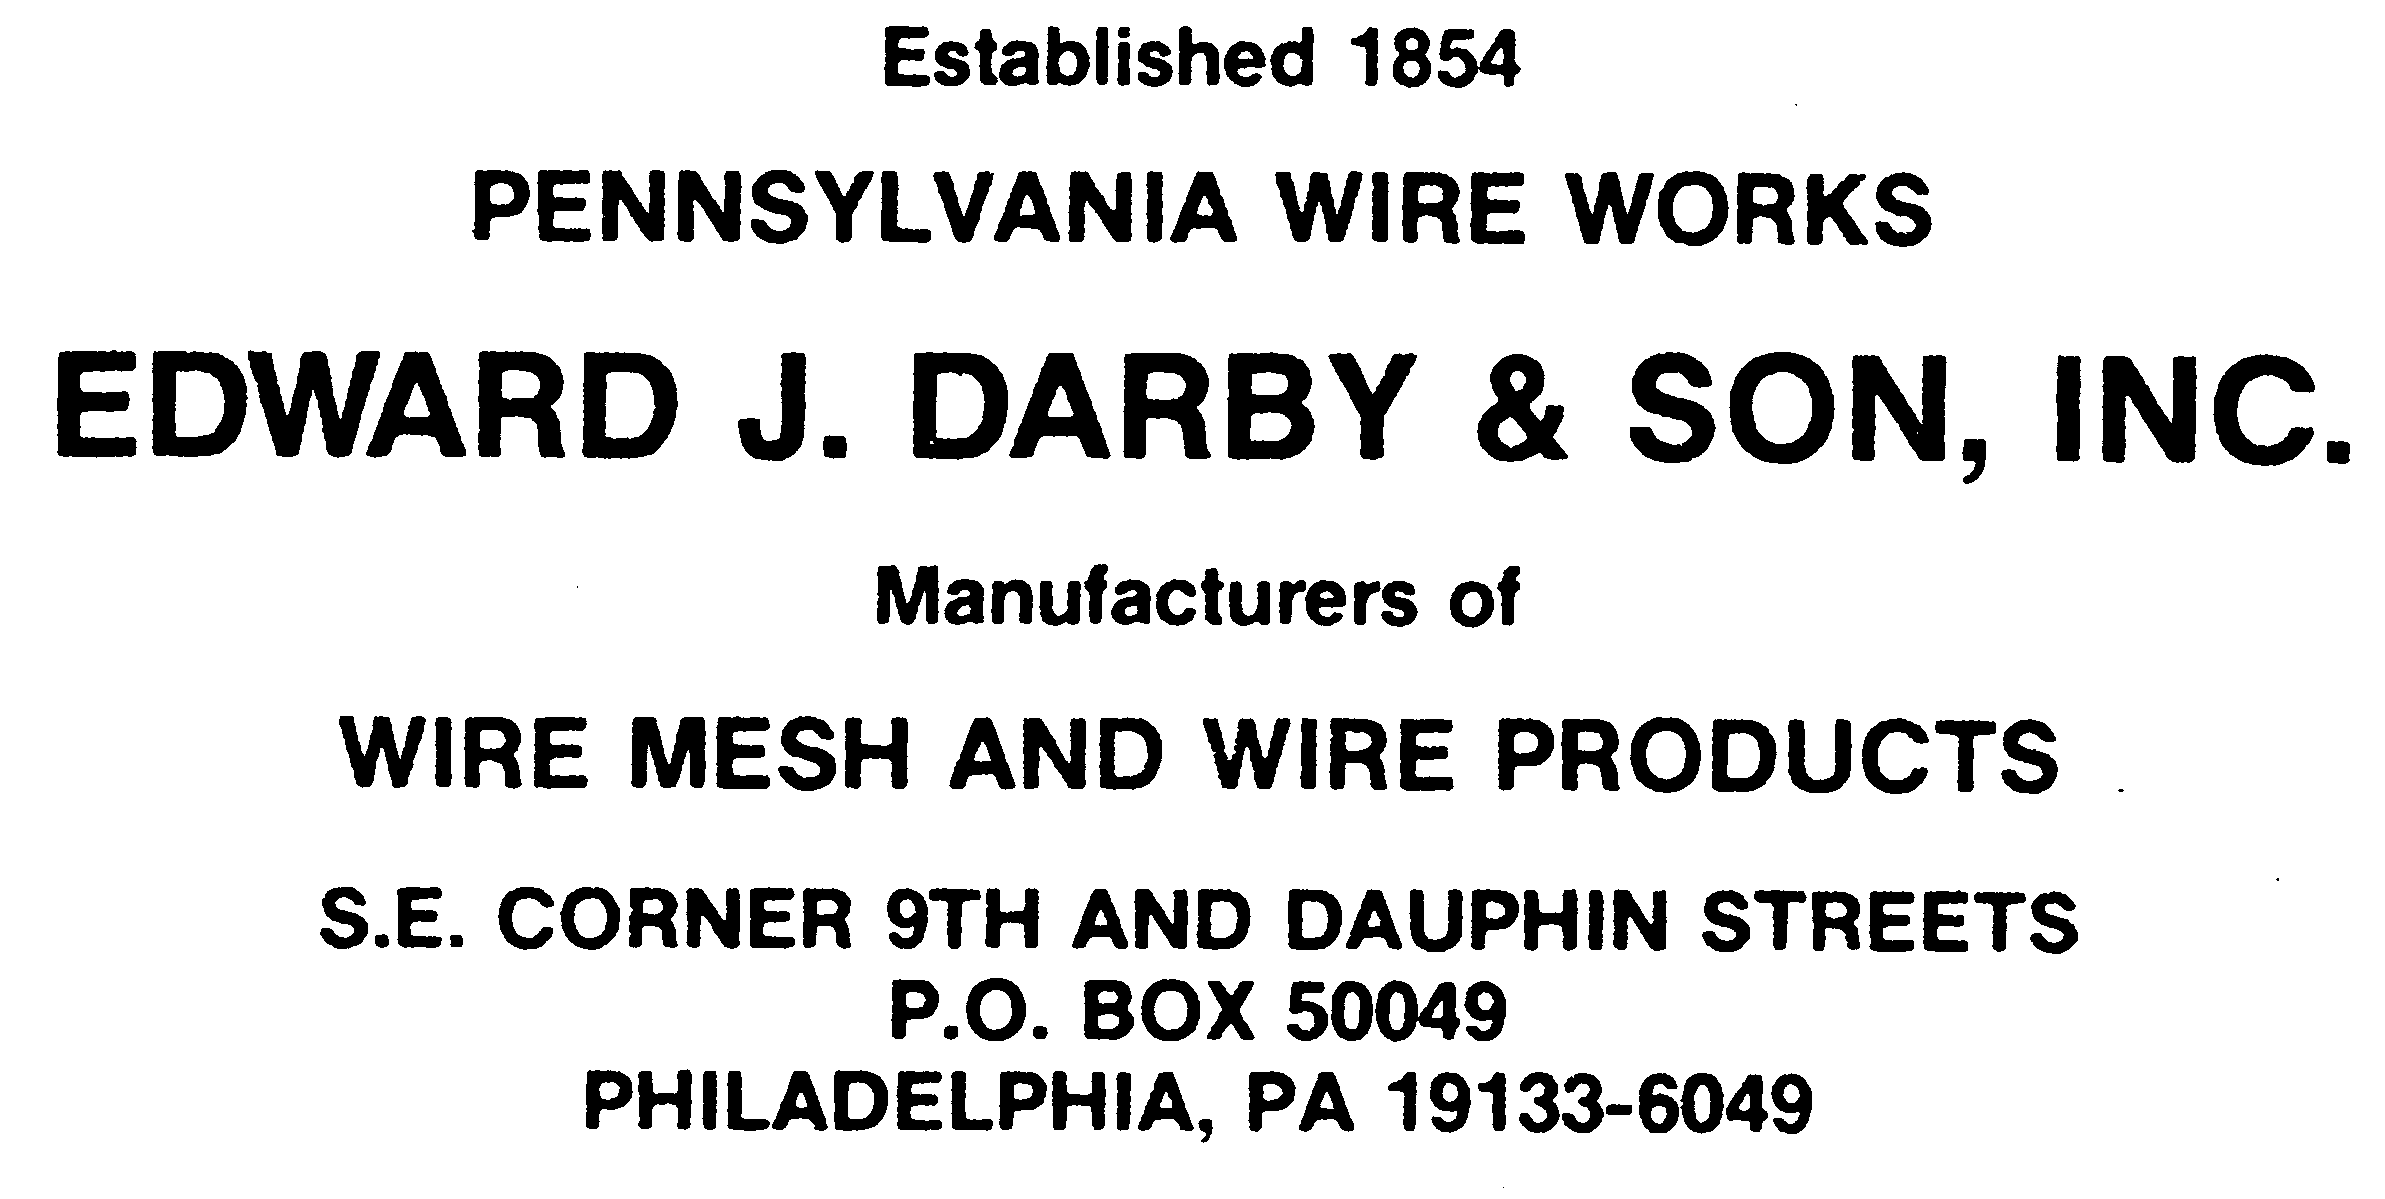 Established 1854
PENNSYLVANIA WIRE WORKS
EDWARD J. DARBY & SON, INC.
Manufacturers of
WIRE MESH AND WIRE PRODUCTS
S.E. CORNER 9TH AND DAUPHIN STREETS
P.O. BOX 50049
PHILADELPHIA, PA 19133-6049